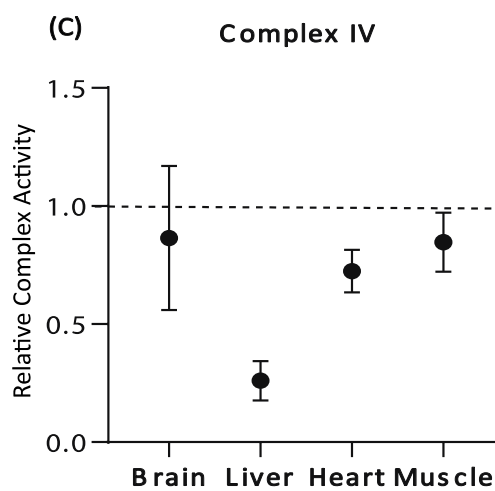 (C)
Complex IV
Relative Complex Activity
1.5
1.0
0.5
0.0
Brain Liver Heart Muscle